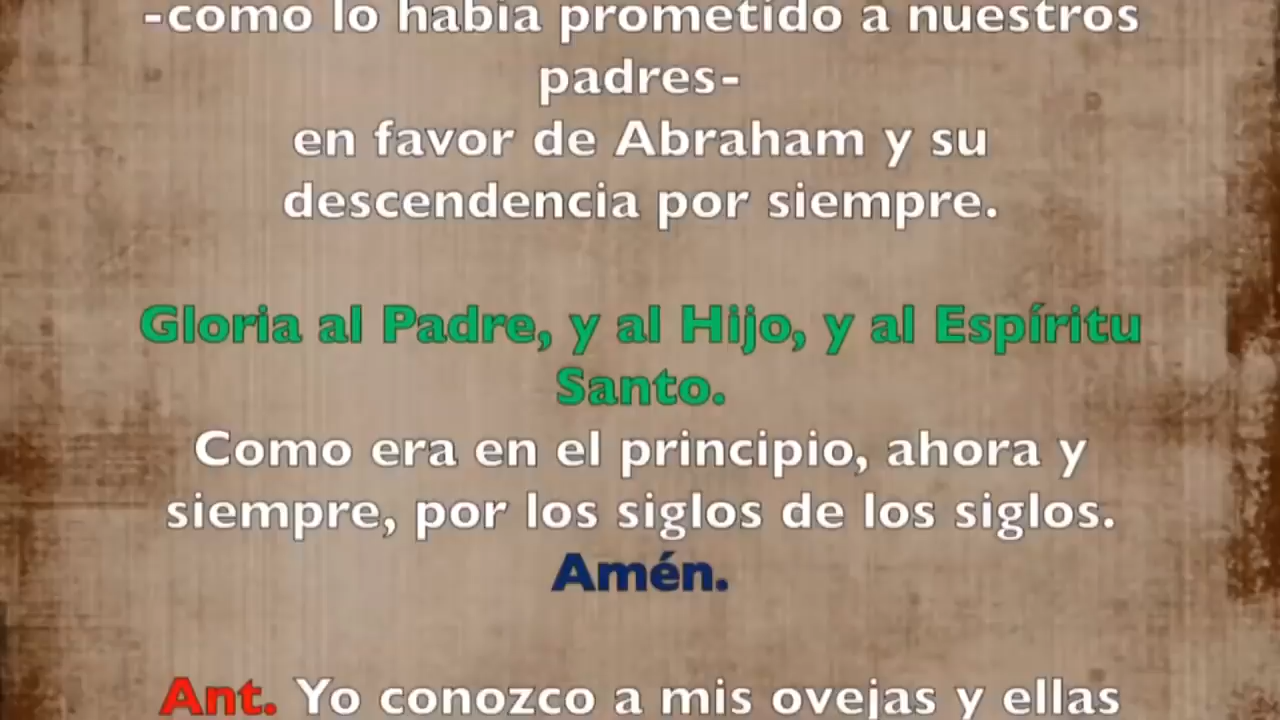 -como lo había prometido a nuestros
padres-
en favor de Abraham y su
descendencia por siempre.
Gloria al Padre, y al Hijo, y al Espíritu
Santo.
Como era en el principio, ahora y
siempre, por los siglos de los siglos.
Amén.
Ant. Yo conozco a mis ovejas y ellas